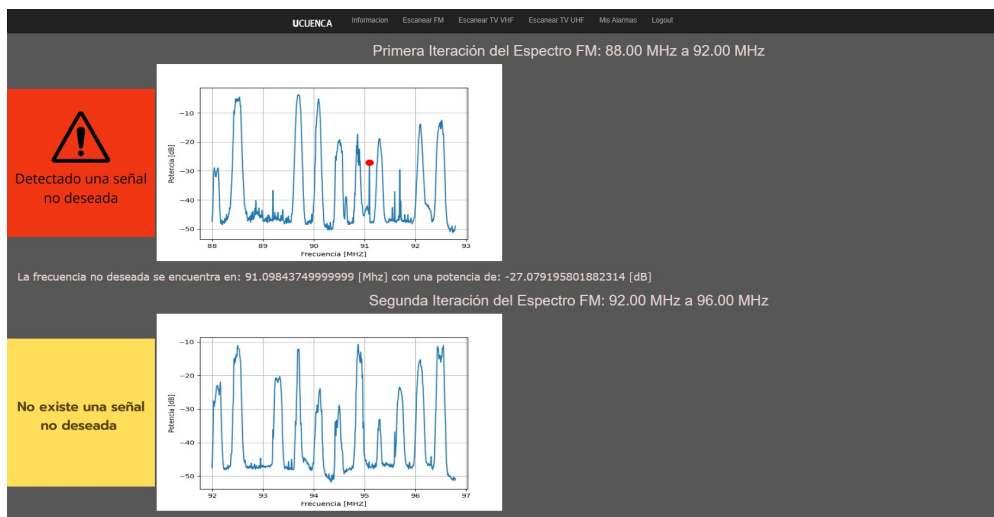 UCUENCA Informacion Escanear FM Escanear TV VHF Escanear TV UHF Mis Alarmas Logout
Primera Iteración del Espectro FM: 88.00 MHz a 92.00 MHz
Detectado una señal
no deseada
Potencia [dB]
−10
−20
−30
−40
−50
88 89 90 91 92 93
Frecuencia [MHZ]
La frecuencia no deseada se encuentra en: 91.09843749999999 [Mhz] con una potencia de: -27.079195801882314 [dB]
Segunda Iteración del Espectro FM: 92.00 MHz a 96.00 MHz
No existe una señal
no deseada
Potencia [dB]
−10
−20
−30
−40
−50
92 93 94 95 96 97
Frecuencia [MHZ]